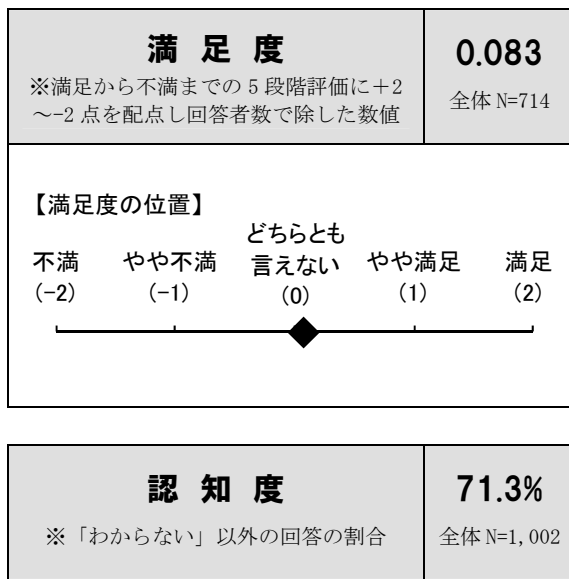 満 足 度
※満足から不満までの 5 段階評価に＋2
～-2 点を配点し回答者数で除した数値
0.083
全体 N=714
【満足度の位置】
不満
(-2)
やや不満
(-1)
どちらとも
言えない
(0)
やや満足
(1)
満足
(2)
認 知 度
※「わからない」以外の回答の割合
71.3%
全体 N=1,002